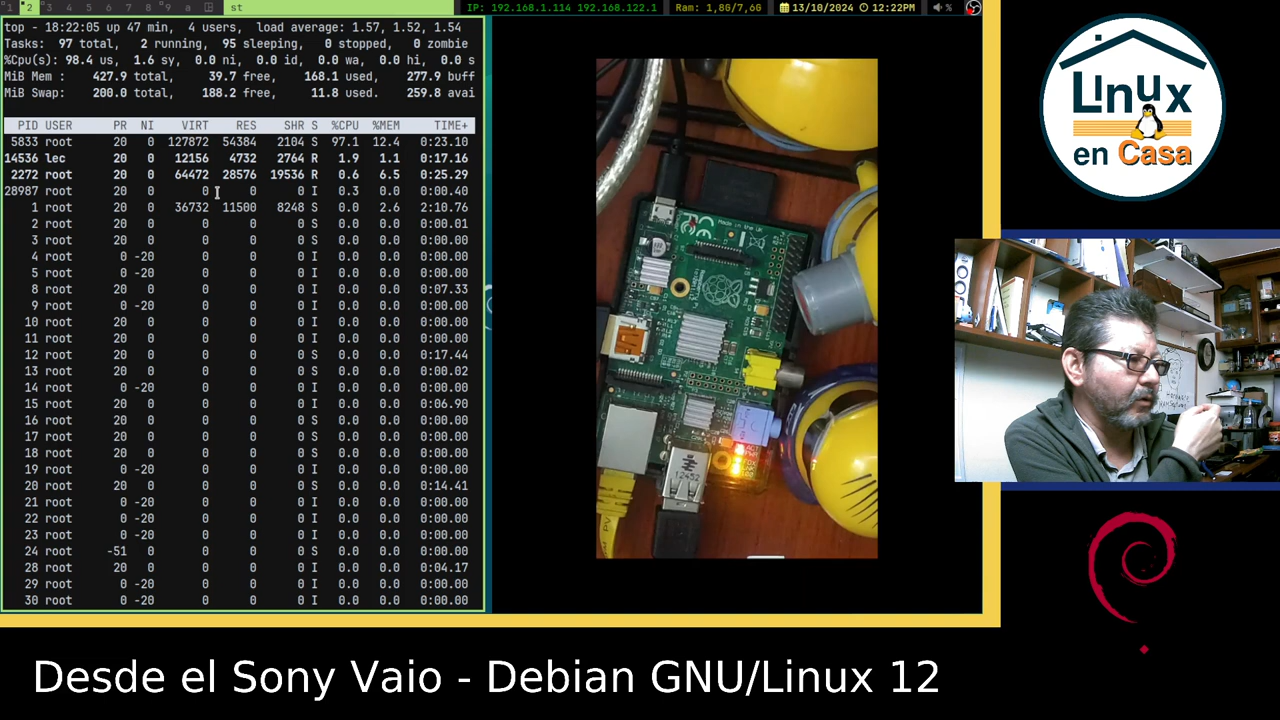 1 2 3 4 5 6 7 8 9 a st IP: 192.168.1.114 192.168.122.1 Ram: 1,80/7,60 13/10/2024 12:22PM %
top - 18:22:05 up 47 min, 4 users, load average: 1.57, 1.52, 1.54
Tasks: 97 total, 2 running, 95 sleeping, 0 stopped, 0 zombie
%Cpu(s): 98.4 us, 1.6 sy, 0.0 ni, 0.0 id, 0.0 wa, 0.0 hi, 0.0 s
MiB Mem : 427.9 total, 39.7 free, 168.1 used, 277.9 buff
MiB Swap: 200.0 total, 188.2 free, 11.8 used. 259.8 avai
PID USER PR NI VIRT RES SHR S %CPU %MEM TIME+
5833 root 20 0 127872 54384 2104 S 97.1 12.4 0:23.10
14536 lec 20 0 12156 4732 2764 R 1.9 1.1 0:17.16
2272 root 20 0 64472 28576 19536 R 0.6 6.5 0:25.29
28987 root 20 0 0 0 0 I 0.3 0.0 0:00.40
1 root 20 0 36732 11500 8248 S 0.0 2.6 2:10.76
2 root 20 0 0 0 0 S 0.0 0.0 0:00.01
3 root 20 0 0 0 0 S 0.0 0.0 0:00.00
4 root 0 -20 0 0 0 I 0.0 0.0 0:00.00
5 root 0 -20 0 0 0 I 0.0 0.0 0:00.00
8 root 20 0 0 0 0 I 0.0 0.0 0:07.33
9 root 0 -20 0 0 0 I 0.0 0.0 0:00.00
10 root 20 0 0 0 0 I 0.0 0.0 0:00.00
11 root 20 0 0 0 0 I 0.0 0.0 0:00.00
12 root 20 0 0 0 0 S 0.0 0.0 0:17.44
13 root 20 0 0 0 0 S 0.0 0.0 0:00.02
14 root 0 -20 0 0 0 I 0.0 0.0 0:00.00
15 root 20 0 0 0 0 I 0.0 0.0 0:06.90
16 root 20 0 0 0 0 S 0.0 0.0 0:00.00
17 root 20 0 0 0 0 S 0.0 0.0 0:00.00
18 root 20 0 0 0 0 S 0.0 0.0 0:00.00
19 root 0 -20 0 0 0 I 0.0 0.0 0:00.00
20 root 20 0 0 0 0 S 0.0 0.0 0:14.41
21 root 0 -20 0 0 0 I 0.0 0.0 0:00.00
22 root 0 -20 0 0 0 I 0.0 0.0 0:00.00
23 root 0 -20 0 0 0 I 0.0 0.0 0:00.00
24 root -51 0 0 0 0 S 0.0 0.0 0:00.00
28 root 20 0 0 0 0 I 0.0 0.0 0:04.17
29 root 0 -20 0 0 0 I 0.0 0.0 0:00.00
30 root 0 -20 0 0 0 I 0.0 0.0 0:00.00
Made in the UK
CE
12452
Linux
en Casa
Desde el Sony Vaio - Debian GNU/Linux 12